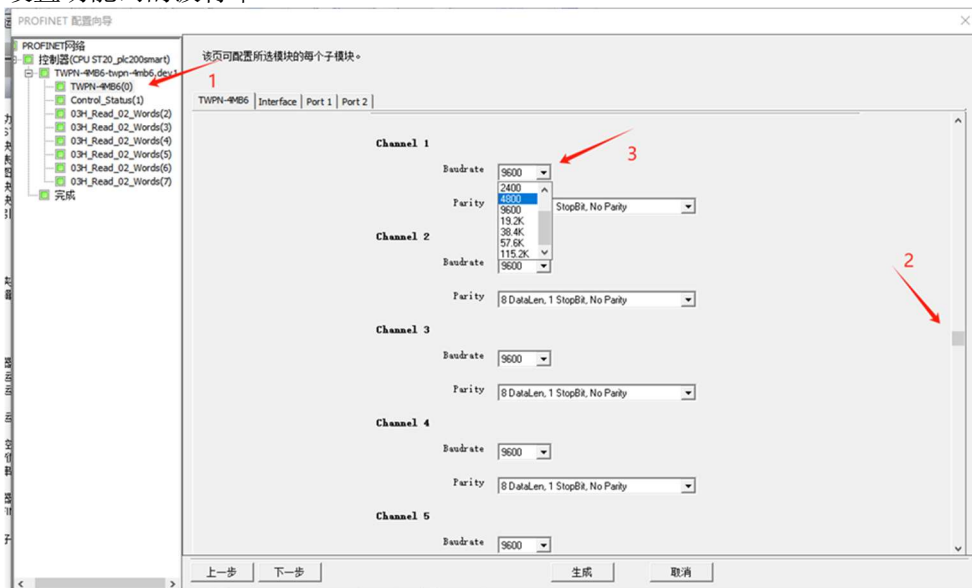 PROFINET 配置向导
PROFINET网络
控制器(CPU ST20_plc200smart)
TWPN-4MB6-twpn-4mb6.dev.1
TWPN-4MB6(0)
Control_Status(1)
03H_Read_02_Words(2)
03H_Read_02_Words(3)
03H_Read_02_Words(4)
03H_Read_02_Words(5)
03H_Read_02_Words(6)
03H_Read_02_Words(7)
完成
1
该页可配置所选模块的每个子模块。
TWPN-4MB6 Interface Port 1 Port 2
Channel 1
Baudrate 9600
3
2400
4800
9600
19.2K
38.4K
57.6K
115.2K
Parity StopBit, No Parity
Channel 2
Baudrate 9600
2
Parity 8 DataLen, 1 StopBit, No Parity
Channel 3
Baudrate 9600
Parity 8 DataLen, 1 StopBit, No Parity
Channel 4
Baudrate 9600
Parity 8 DataLen, 1 StopBit, No Parity
Channel 5
Baudrate 9600
上一步 下一步 生成 取消